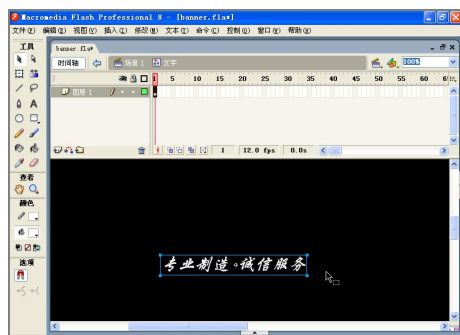 Macromedia Flash Professional 8 - [banner.fla*]
文件(F) 编辑(E) 视图(V) 插入(I) 修改(M) 文本(T) 命令(C) 控制(O) 窗口(W) 帮助(H)
工具
banner.fla*
时间轴 场景 1 文字 100%
1 5 10 15 20 25 30 35 40 45 50 55 60
图层 1
1 12.0 fps 0.0s
查看
颜色
选项
专业制造·诚信服务